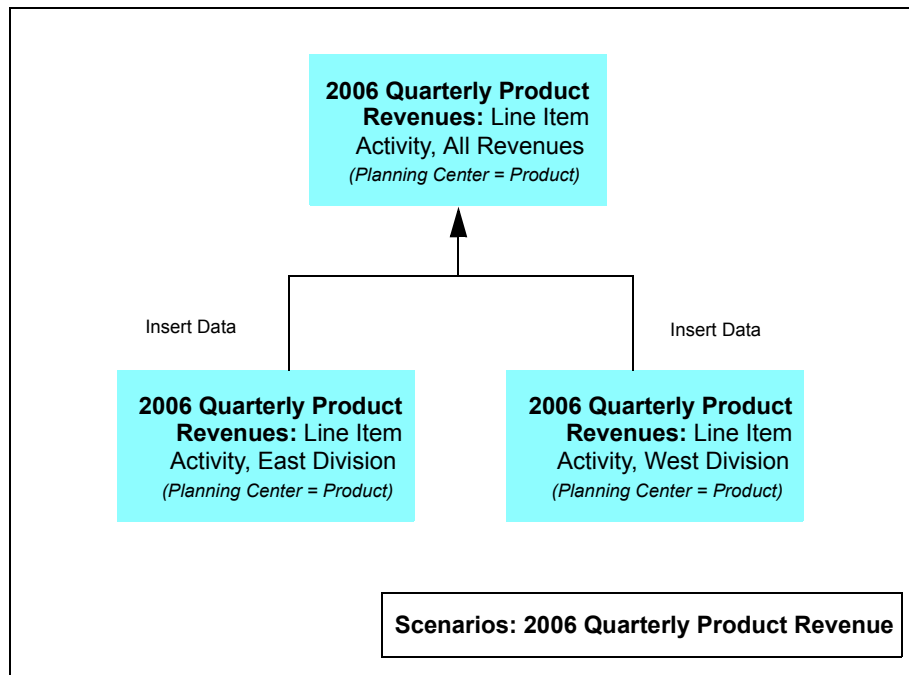 2006 Quarterly Product
Revenues: Line Item
Activity, All Revenues
(Planning Center = Product)
Insert Data
Insert Data
2006 Quarterly Product
Revenues: Line Item
Activity, East Division
(Planning Center = Product)
2006 Quarterly Product
Revenues: Line Item
Activity, West Division
(Planning Center = Product)
Scenarios: 2006 Quarterly Product Revenue